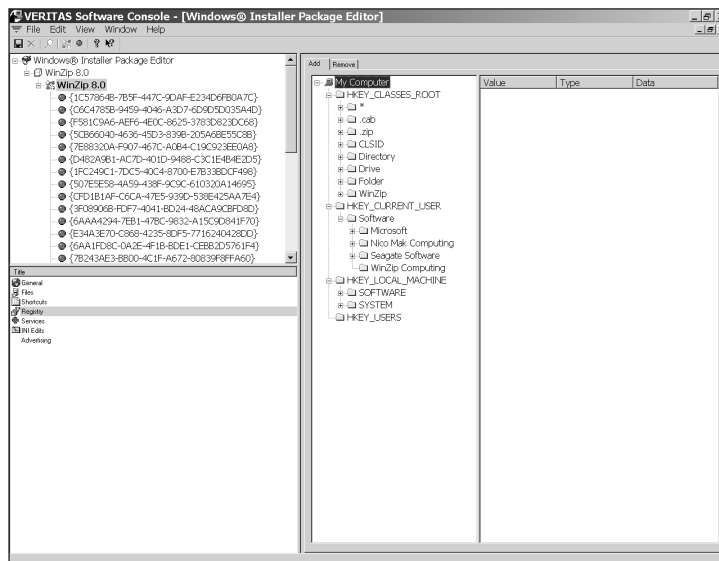 VERITAS Software Console - [Windows® Installer Package Editor]
File Edit View Window Help
Windows® Installer Package Editor
WinZip 8.0
WinZip 8.0
{1C57864B-7B5F-447C-9DAF-E234D6FB0A7C}
{C6C4785B-9459-4046-A3D7-6D9D5D035A4D}
{F581C9A6-AEF6-4E0C-8625-3783D823DC68}
{5CB66040-4636-45D3-839B-205A6BE55C8B}
{7E88320A-F907-467C-A0B4-C19C923EE0A8}
{D482A9B1-AC7D-401D-9488-C3C1E4B4E2D5}
{1FC249C1-7DC5-40C4-8700-E7B33BDCF498}
{507E5E58-4A59-438F-9C9C-610320A14695}
{CFD1B1AF-C6CA-47E5-939D-538E425AA7E4}
{3F08906B-FDF7-4041-BD24-48ACA9CBFD8D}
{6AAA4294-7EB1-47BC-9832-A15C9D841F70}
{E34A3E70-C868-4235-8DF5-7716240428DD}
{6AA1FD8C-0A2E-4F1B-BDE1-CEBB2D5761F4}
{7B243AE3-BB00-4C1F-A672-80839F8FFA60}
Title
General
Files
Shortcuts
Registry
Services
INI Edits
Advertising
Add Remove
My Computer
HKEY_CLASSES_ROOT
*
.cab
.zip
CLSID
Directory
Drive
Folder
WinZip
HKEY_CURRENT_USER
Software
Microsoft
Nico Mak Computing
Seagate Software
WinZip Computing
HKEY_LOCAL_MACHINE
SOFTWARE
SYSTEM
HKEY_USERS
Value Type Data